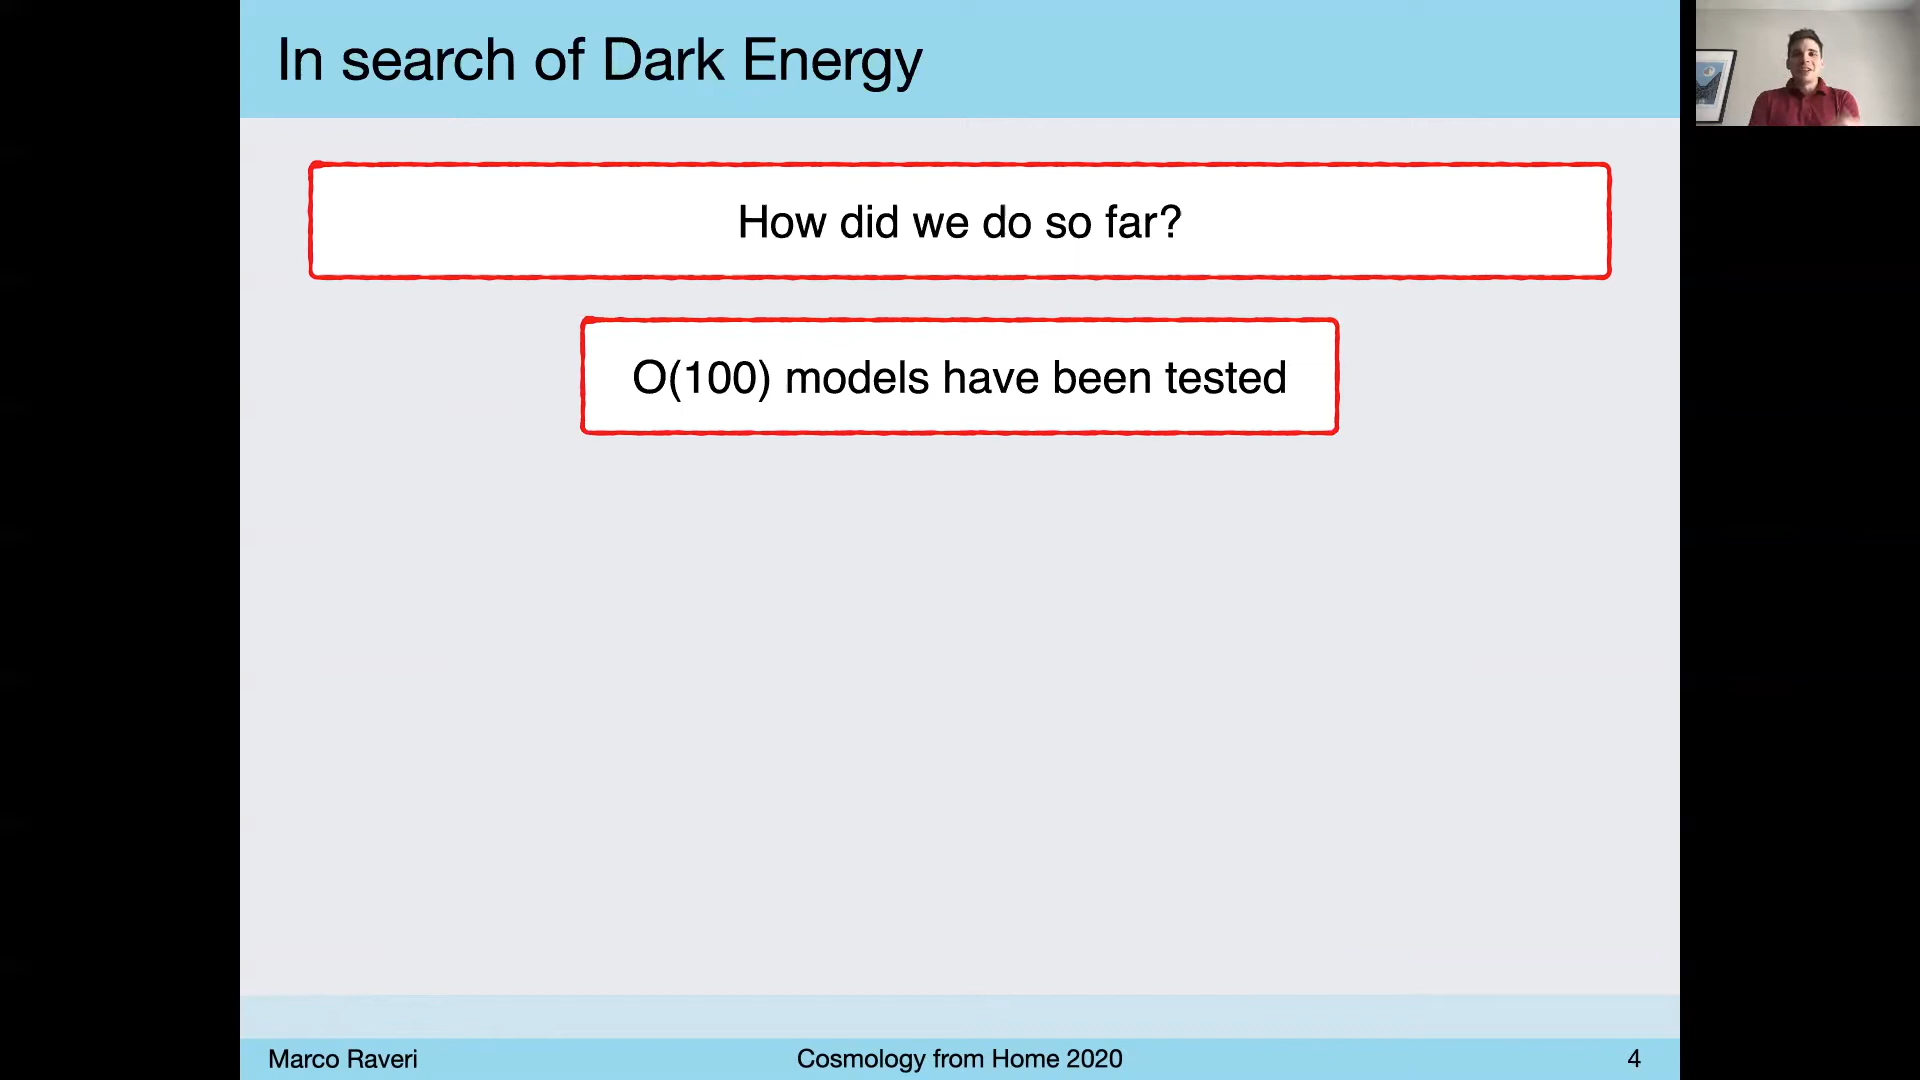 In search of Dark Energy
How did we do so far?
O(100) models have been tested
Marco Raveri
Cosmology from Home 2020
4